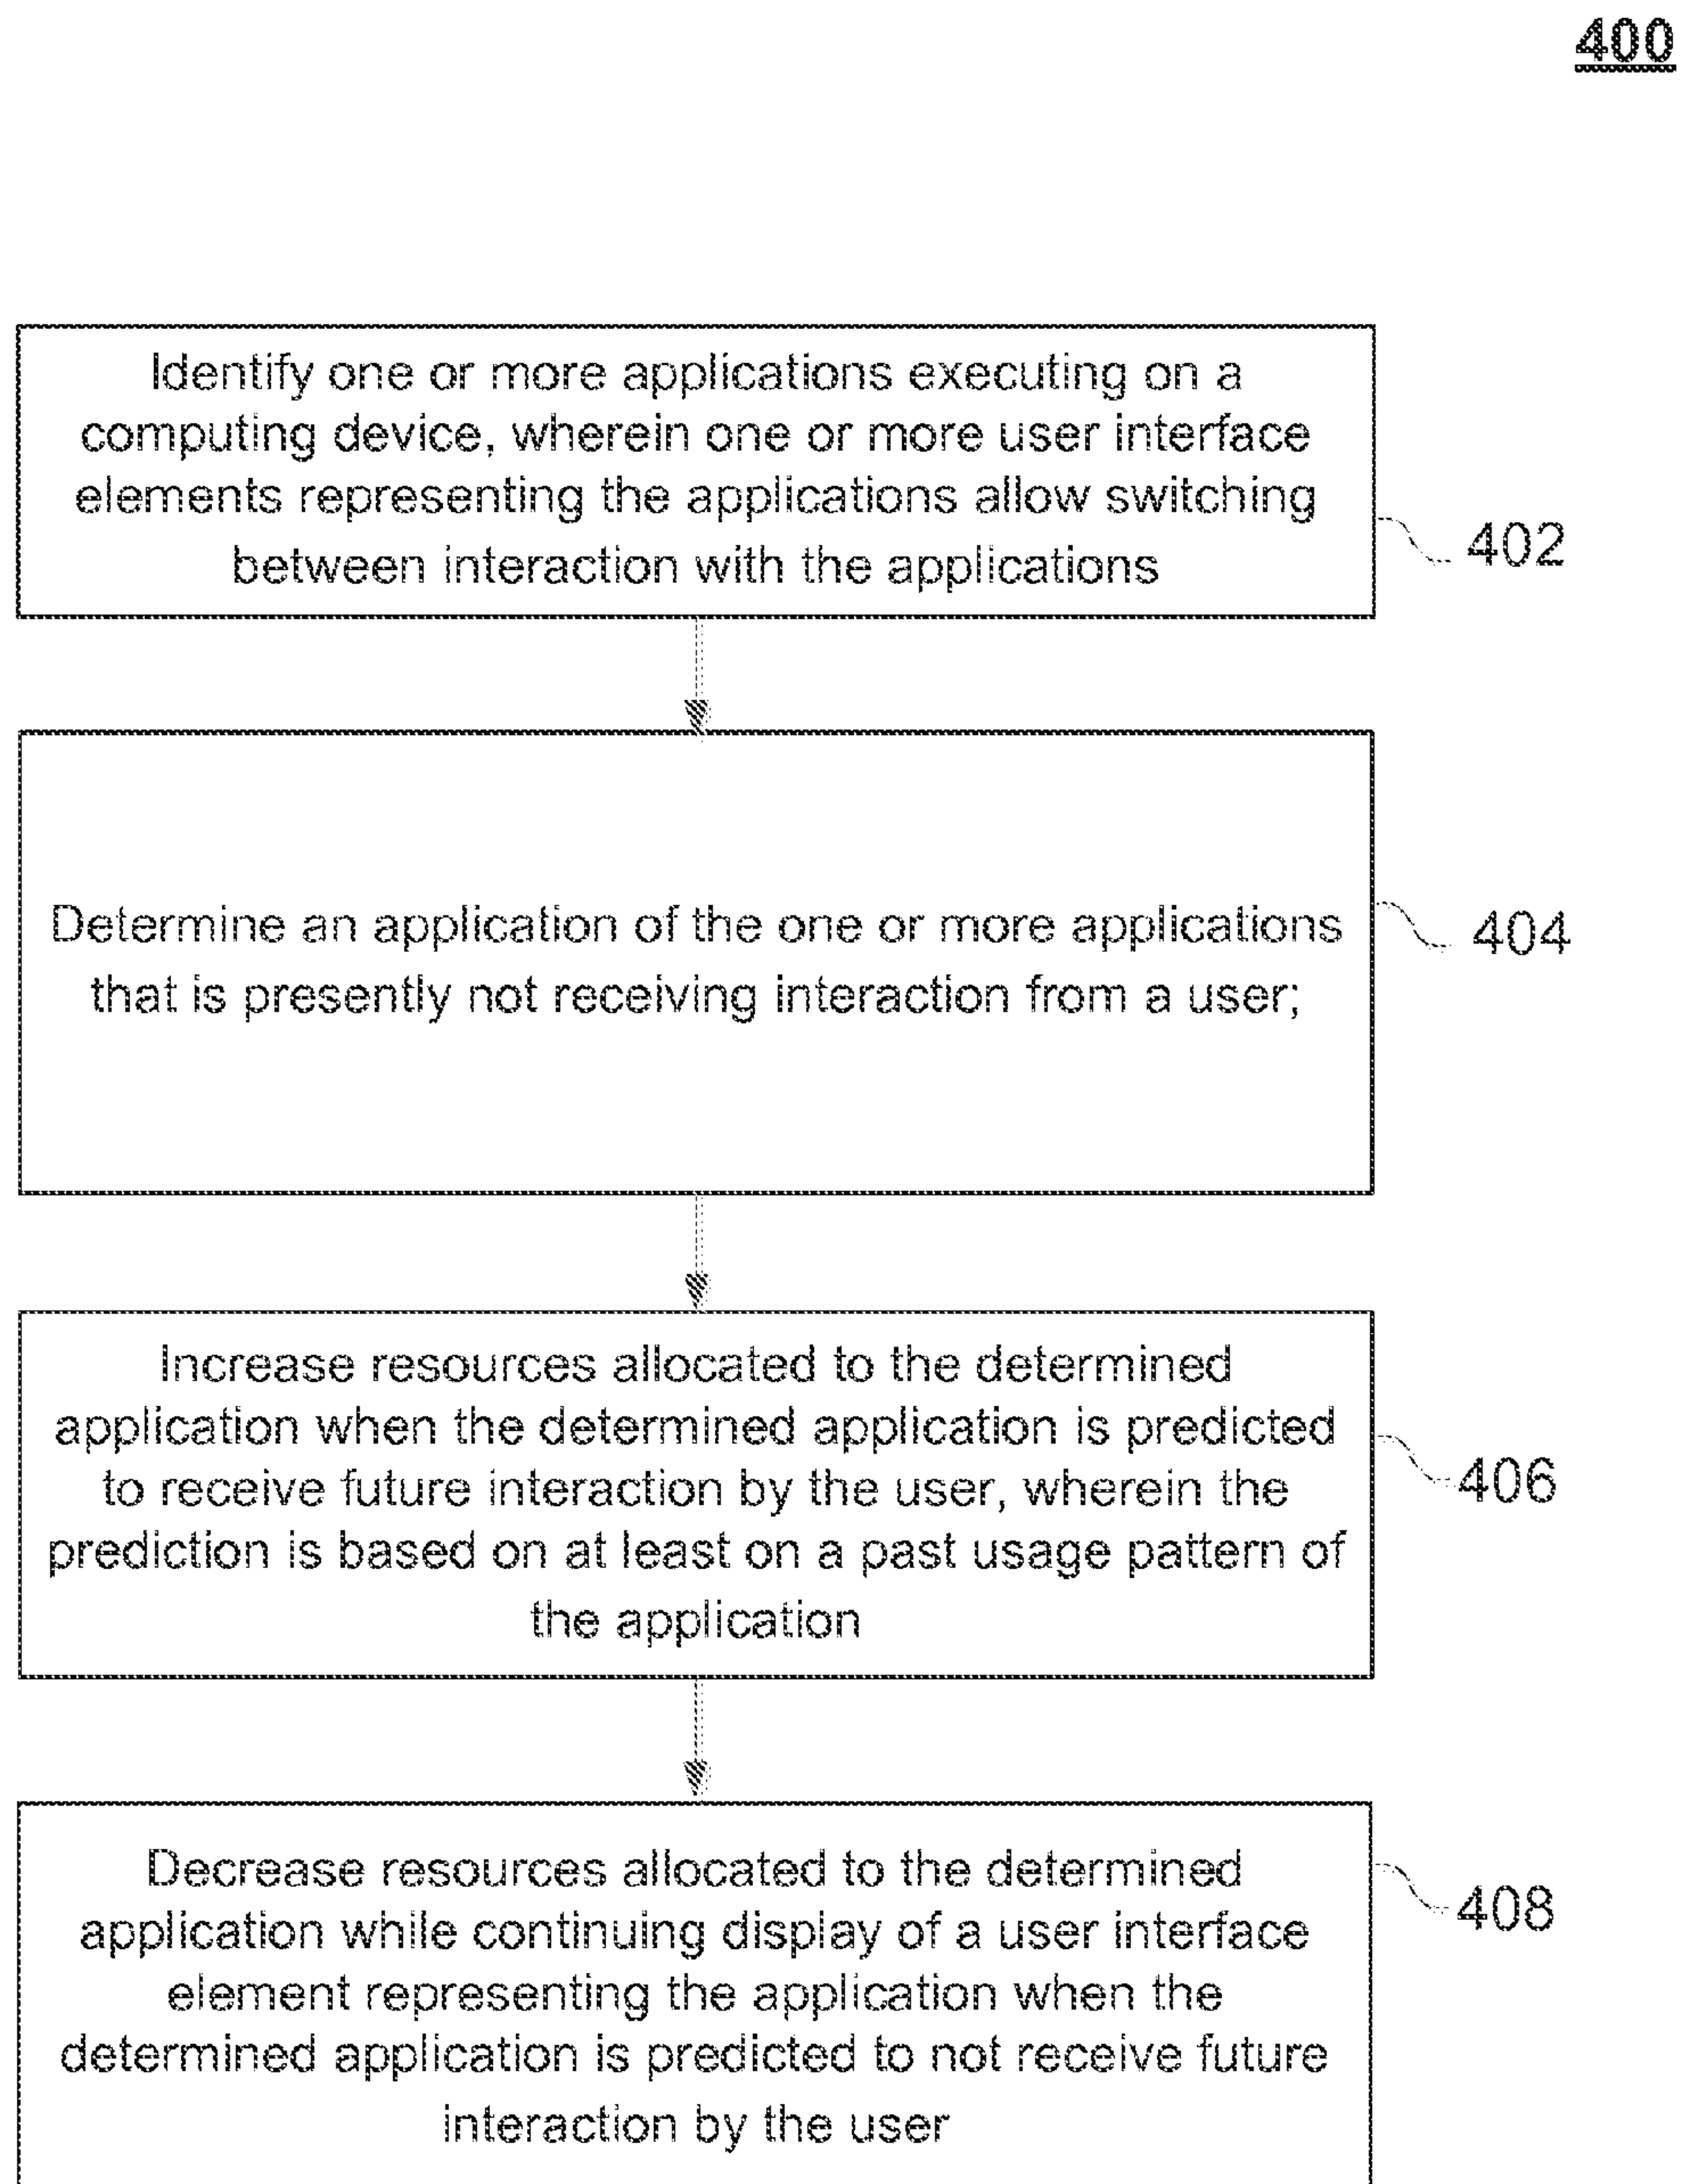 400
Identify one or more applications executing on a
computing device, wherein one or more user interface
elements representing the applications allow switching
between interaction with the applications
402
Determine an application of the one or more applications
that is presently not receiving interaction from a user;
404
Increase resources allocated to the determined
application when the determined application is predicted
to receive future interaction by the user, wherein the
prediction is based on at least on a past usage pattern of
the application
406
Decrease resources allocated to the determined
application while continuing display of a user interface
element representing the application when the
determined application is predicted to not receive future
interaction by the user
408